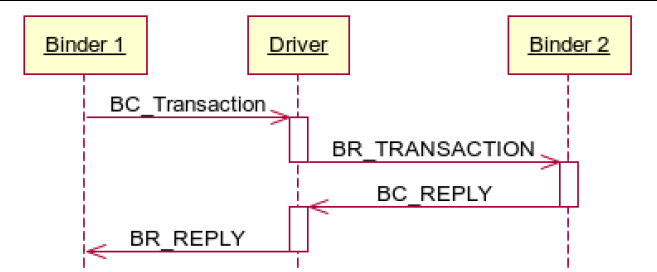 Binder 1
Driver
Binder 2
BC_Transaction
BR_TRANSACTION
BC_REPLY
BR_REPLY